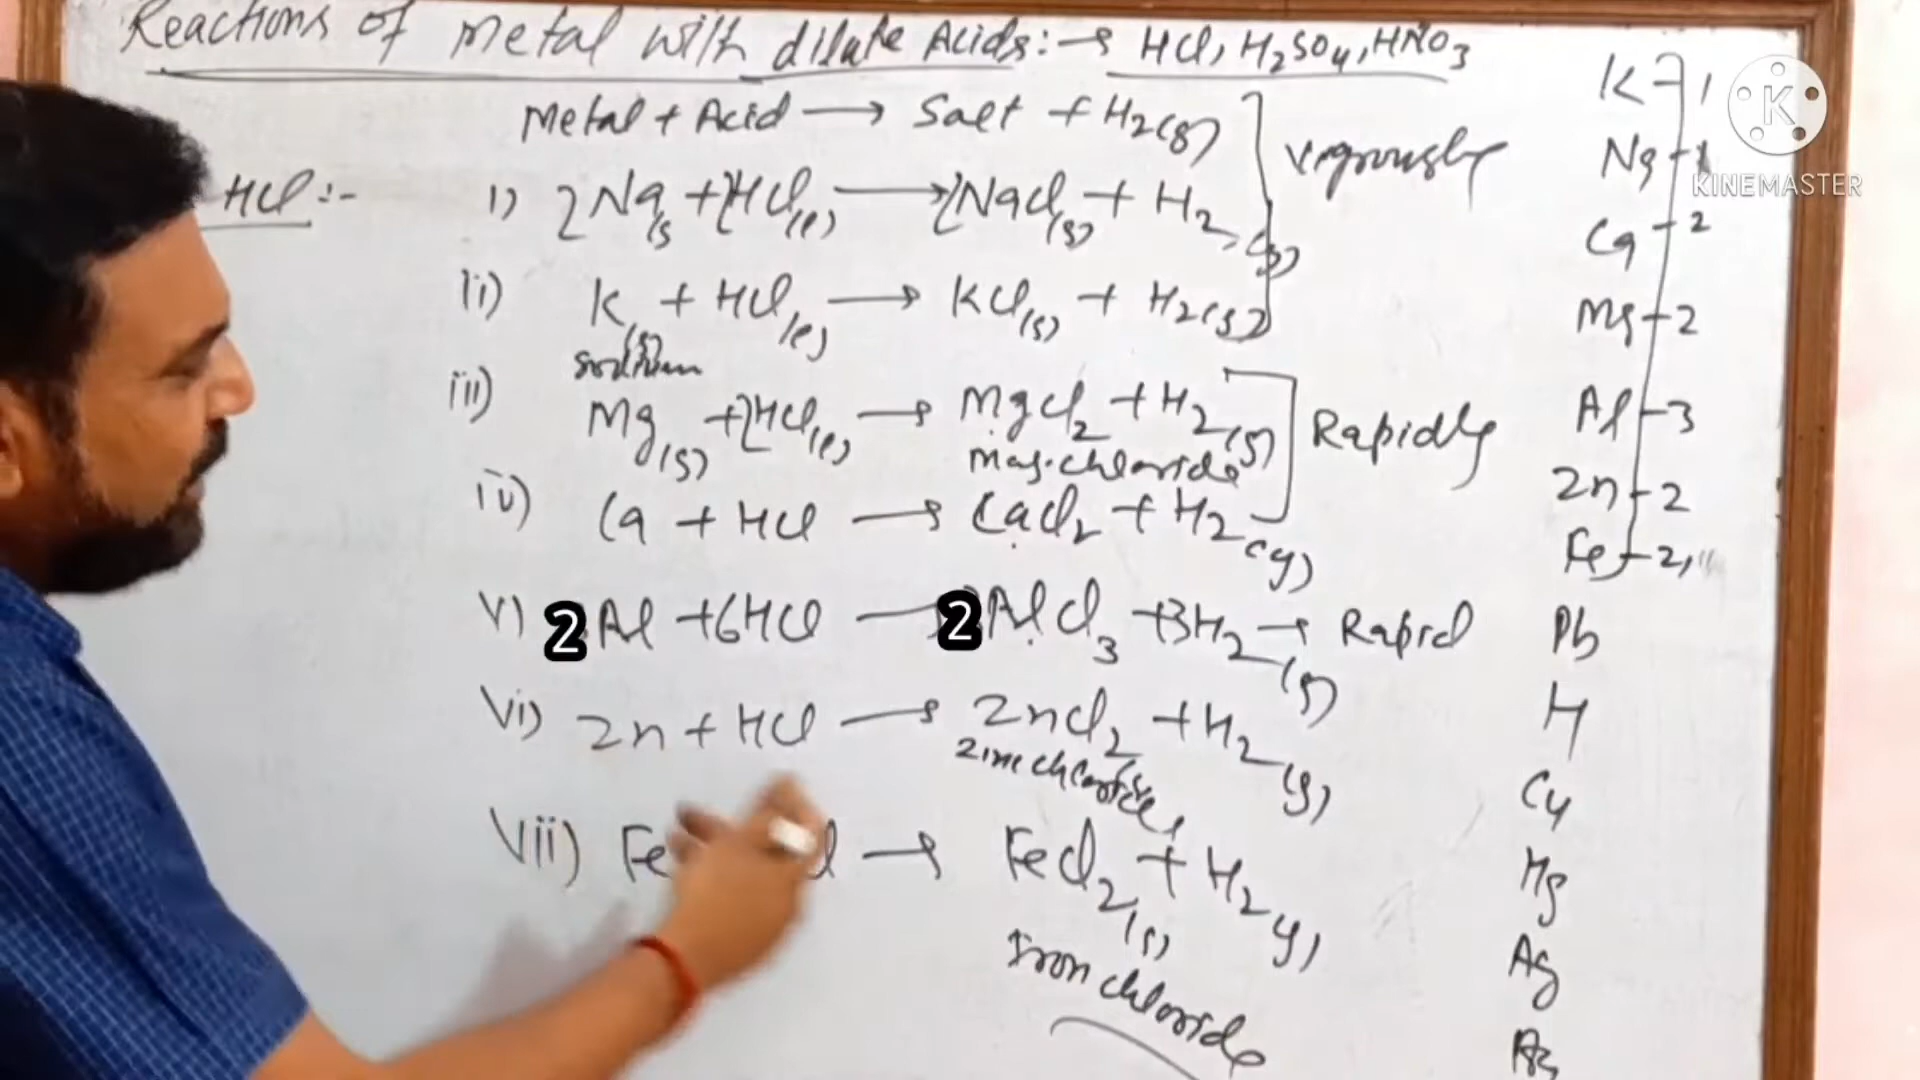 Reactions of Metal with dilute Acids:→ HCl, H2SO4, HNO3
Metal + Acid → Salt + H2(g)
Vigrously
HCl :-
i) 2Na(s + 2HCl(l) → 2NaCl(s) + H2(g)
ii) K(s) + HCl(l) → KCl(s) + H2(g)
sodium
iii) Mg(s) + 2HCl(l) → MgCl2 + H2(g)
Mag. chloride
Rapidly
iv) Ca + HCl → CaCl2 + H2(g)
v) 2Al + 6HCl → 2AlCl3 + 3H2(g) → Rapid
vi) Zn + HCl → ZnCl2 + H2(g)
Zinc chloride
vii) Fe → FeCl2(s) + H2g)
Iron chloride
K - 1
Na - 1
Ca - 2
Mg - 2
Al - 3
Zn - 2
Fe - 2,
Pb
H
Cu
Hg
Ag
K
KINEMASTER